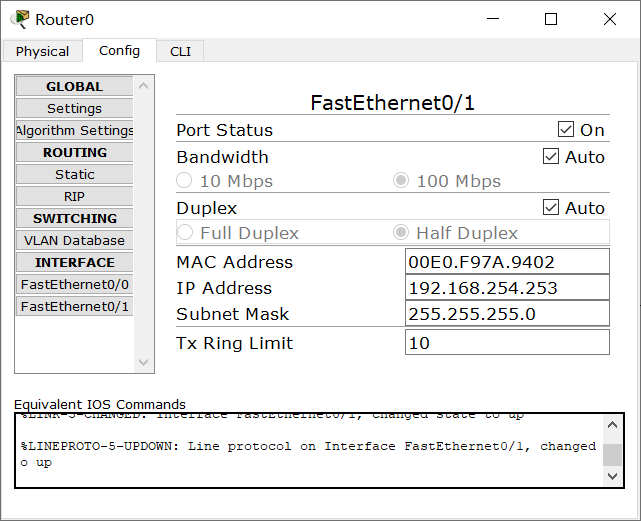 Router0
Physical Config CLI
GLOBAL
Settings
Algorithm Settings
ROUTING
Static
RIP
SWITCHING
VLAN Database
INTERFACE
FastEthernet0/0
FastEthernet0/1
FastEthernet0/1
Port Status On
Bandwidth Auto
10 Mbps 100 Mbps
Duplex Auto
Full Duplex Half Duplex
MAC Address 00E0.F97A.9402
IP Address 192.168.254.253
Subnet Mask 255.255.255.0
Tx Ring Limit 10
Equivalent IOS Commands
%LINK-5-CHANGED: Interface FastEthernet0/1, changed state to up
%LINEPROTO-5-UPDOWN: Line protocol on Interface FastEthernet0/1, changed
o up